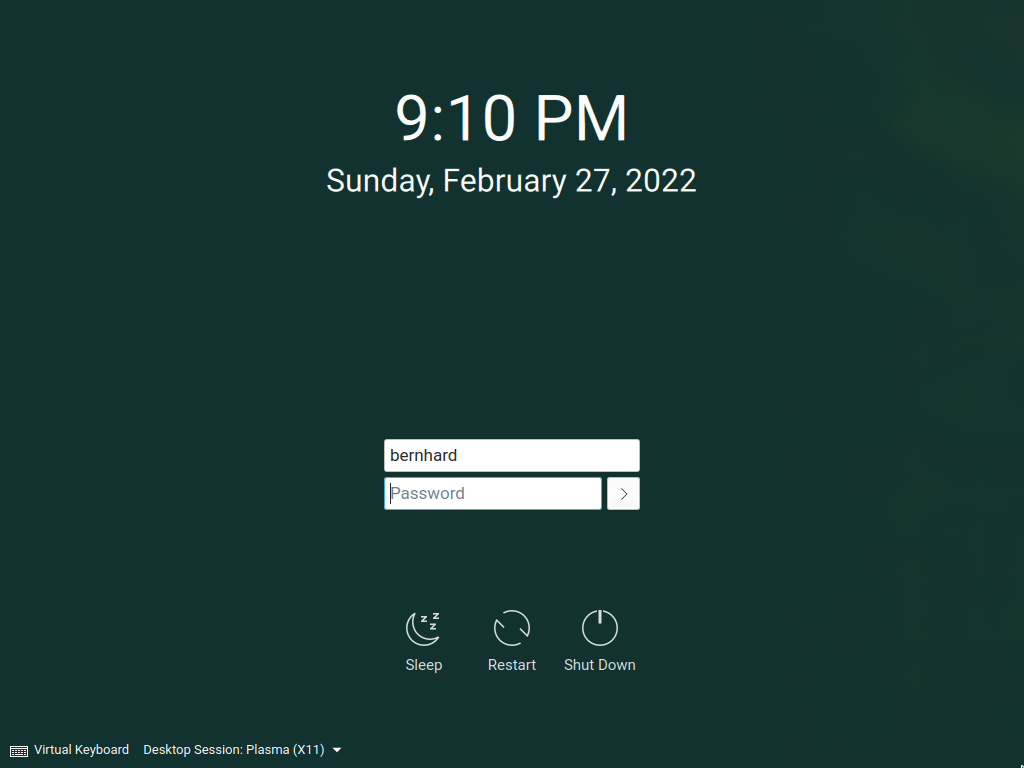 9:10 PM
Sunday, February 27, 2022
bernhard
Password
Sleep Restart Shut Down
Virtual Keyboard Desktop Session: Plasma (X11)